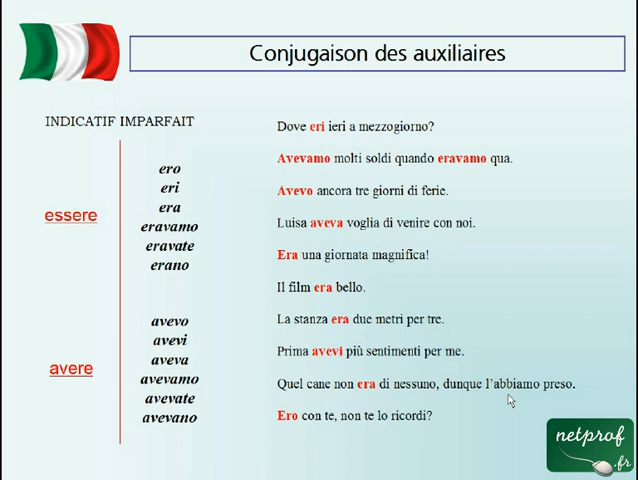 Conjugaison des auxiliaires
INDICATIF IMPARFAIT
essere
ero
eri
era
eravamo
eravate
erano
avere
avevo
avevi
aveva
avevamo
avevate
avevano
Dove eri ieri a mezzogiorno?
Avevamo molti soldi quando eravamo qua.
Avevo ancora tre giorni di ferie.
Luisa aveva voglia di venire con noi.
Era una giornata magnifica!
Il film era bello.
La stanza era due metri per tre.
Prima avevi più sentimenti per me.
Quel cane non era di nessuno, dunque l'abbiamo preso.
Ero con te, non te lo ricordi?
netprof
.fr